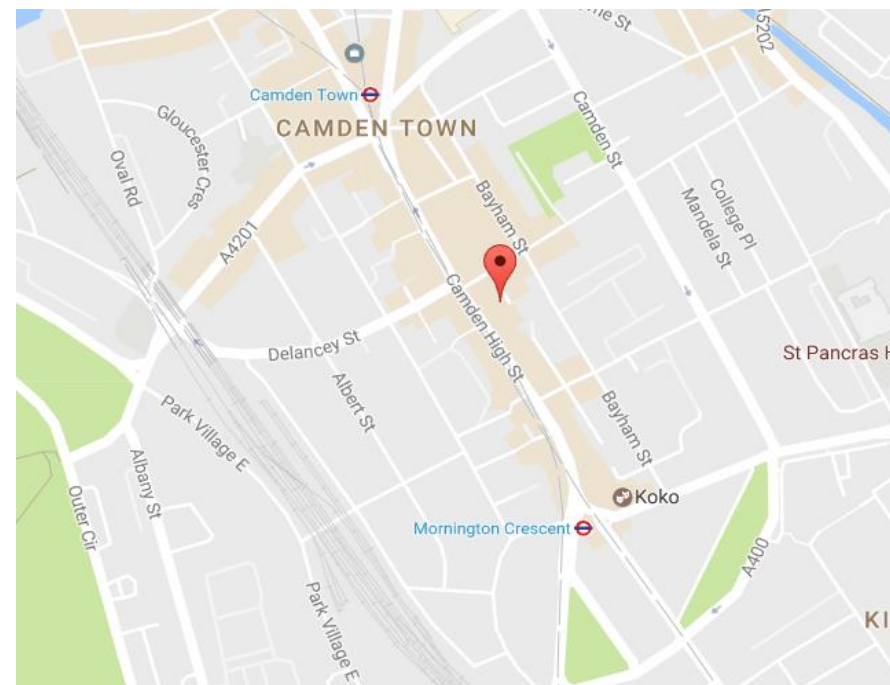 A5202
Camden Town
CAMDEN TOWN
Gloucester Cres
Oval Rd
Camden St
Bayham St
College Pl
Mandela St
A4201
Camden High St
Delancey St
St Pancras H
Albert St
Park Village E
Bayham St
Albany St
Outer Cir
Koko
Mornington Crescent
A400
Park Village E
KI